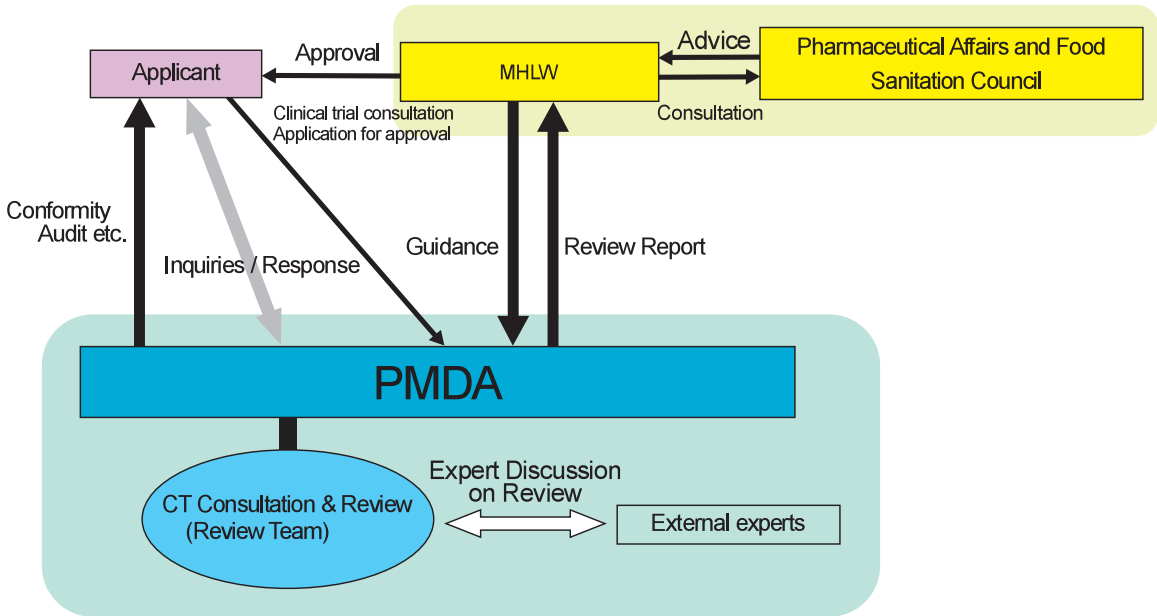 Applicant
Approval
MHLW
Advice
Consultation
Pharmaceutical Affairs and Food
Sanitation Council
Clinical trial consultation
Application for approval
Conformity
Audit etc.
Inquiries / Response
Guidance
Review Report
PMDA
CT Consultation & Review
(Review Team)
Expert Discussion
on Review
External experts